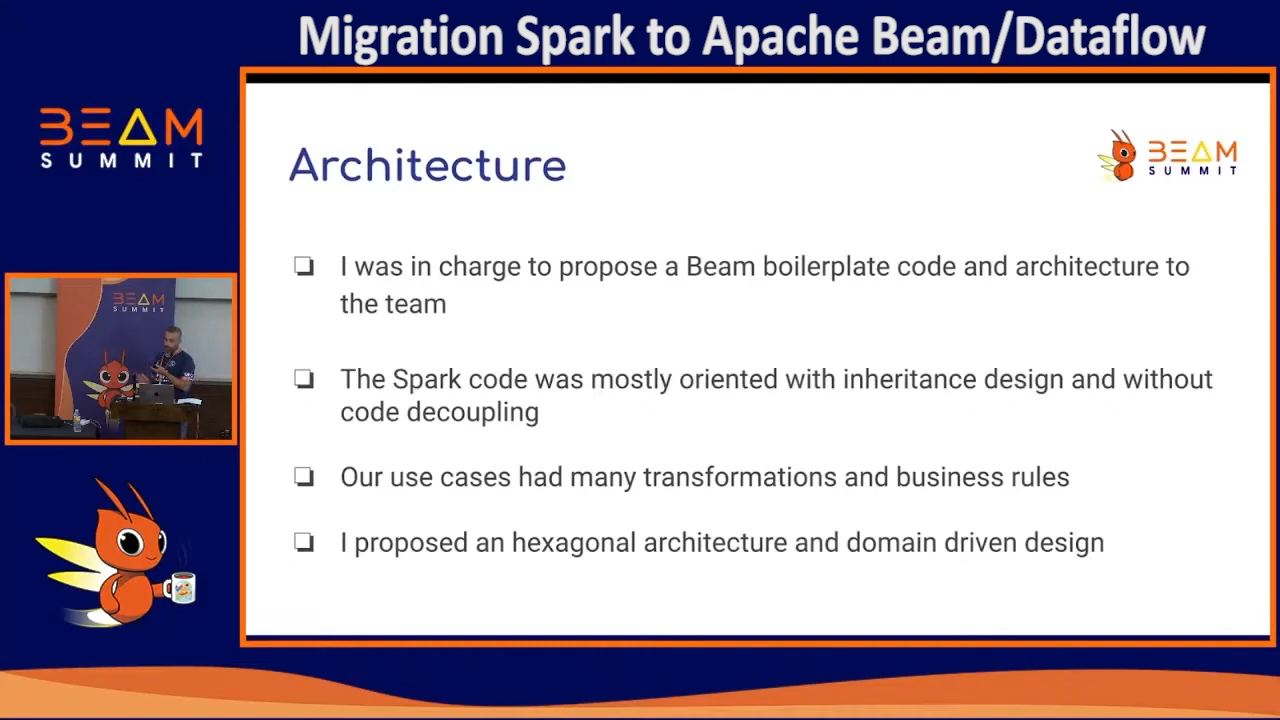 Migration Spark to Apache Beam/Dataflow
BEAM
SUMMIT
Architecture
BEAM
SUMMIT
❏ I was in charge to propose a Beam boilerplate code and architecture to
the team
❏ The Spark code was mostly oriented with inheritance design and without
code decoupling
❏ Our use cases had many transformations and business rules
❏ I proposed an hexagonal architecture and domain driven design
BEAM
SUMMIT